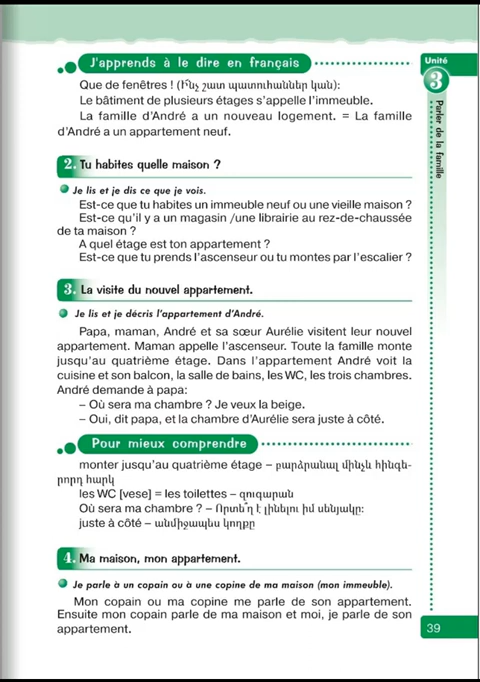 J'apprends à le dire en français
Unité
3
Parler de la famille
Que de fenêtres ! (Ի՜նչ շատ պատուհաններ կան):
Le bâtiment de plusieurs étages s'appelle l'immeuble.
La famille d'André a un nouveau logement. = La famille
d'André a un appartement neuf.
2. Tu habites quelle maison ?
Je lis et je dis ce que je vois.
Est-ce que tu habites un immeuble neuf ou une vieille maison ?
Est-ce qu'il y a un magasin /une librairie au rez-de-chaussée
de ta maison ?
A quel étage est ton appartement ?
Est-ce que tu prends l'ascenseur ou tu montes par l'escalier ?
3. La visite du nouvel appartement.
Je lis et je décris l'appartement d'André.
Papa, maman, André et sa sœur Aurélie visitent leur nouvel
appartement. Maman appelle l'ascenseur. Toute la famille monte
jusqu'au quatrième étage. Dans l'appartement André voit la
cuisine et son balcon, la salle de bains, les WC, les trois chambres.
André demande à papa:
– Où sera ma chambre ? Je veux la beige.
– Oui, dit papa, et la chambre d'Aurélie sera juste à côté.
Pour mieux comprendre
monter jusqu'au quatrième étage – բարձրանալ մինչև հինգե-
րորդ հարկ
les WC [vese] = les toilettes – զուգարան
Où sera ma chambre ? – Որտե՞ղ է լինելու իմ սենյակը:
juste à côté – անմիջապես կողքը
4. Ma maison, mon appartement.
Je parle à un copain ou à une copine de ma maison (mon immeuble).
Mon copain ou ma copine me parle de son appartement.
Ensuite mon copain parle de ma maison et moi, je parle de son
appartement.
39